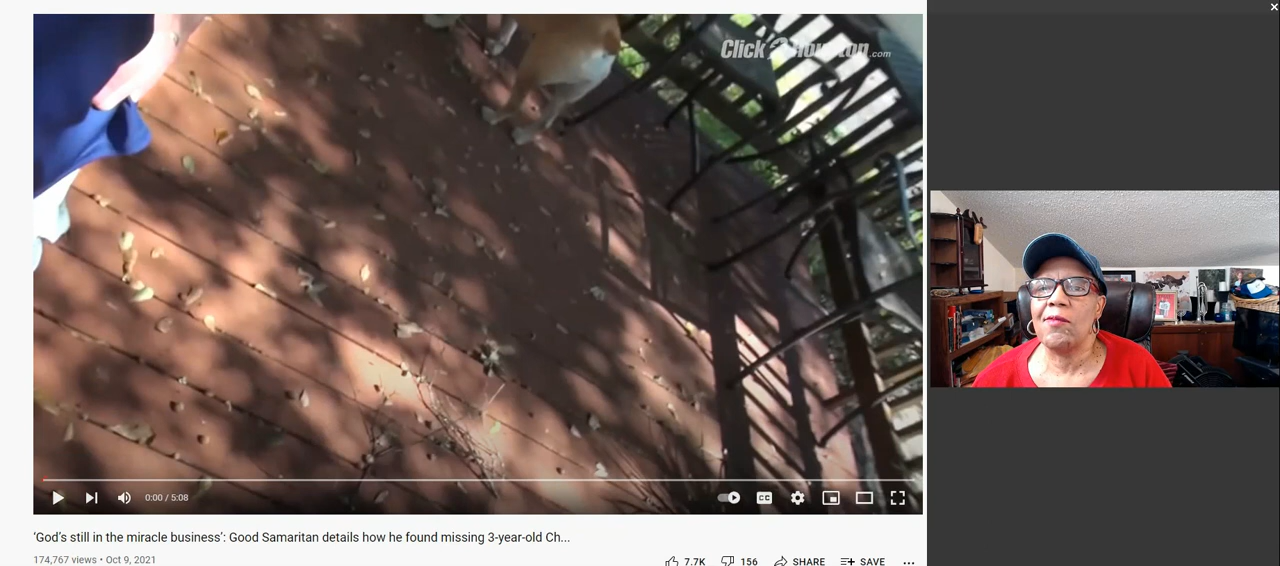 Click2Houston.com
0:00 / 5:08
CC
‘God’s still in the miracle business’: Good Samaritan details how he found missing 3-year-old Ch...
174,767 views • Oct 9, 2021
7.7K
156
SHARE
SAVE